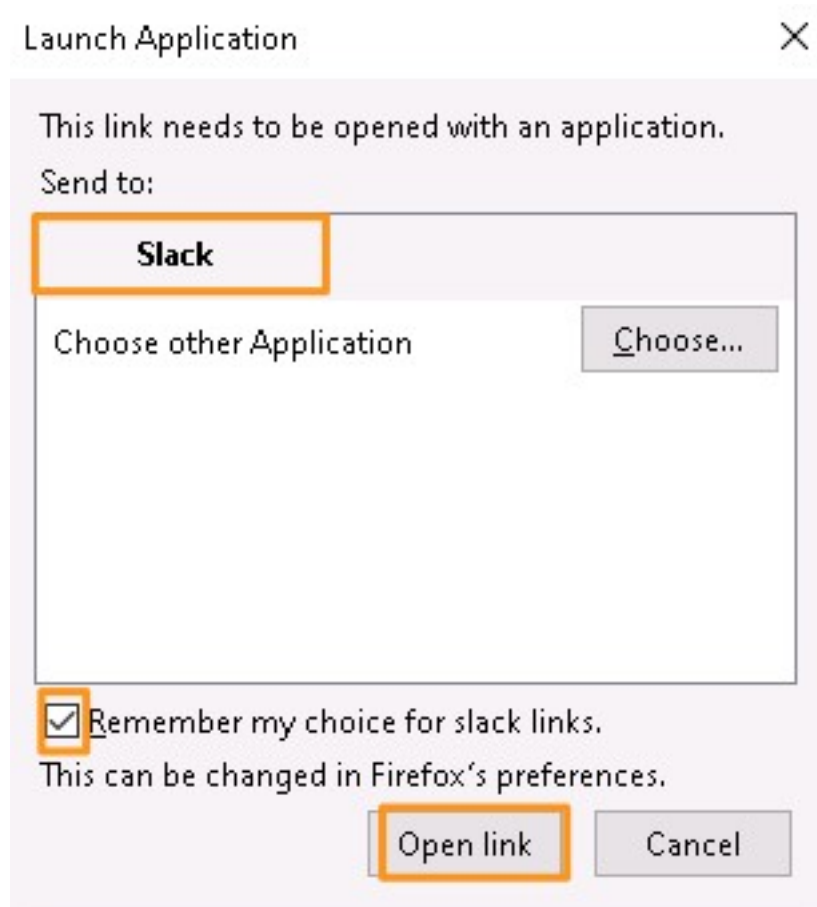 Launch Application
This link needs to be opened with an application.
Send to:
Slack
Choose other Application
Choose...
Remember my choice for slack links.
This can be changed in Firefox's preferences.
Open link
Cancel